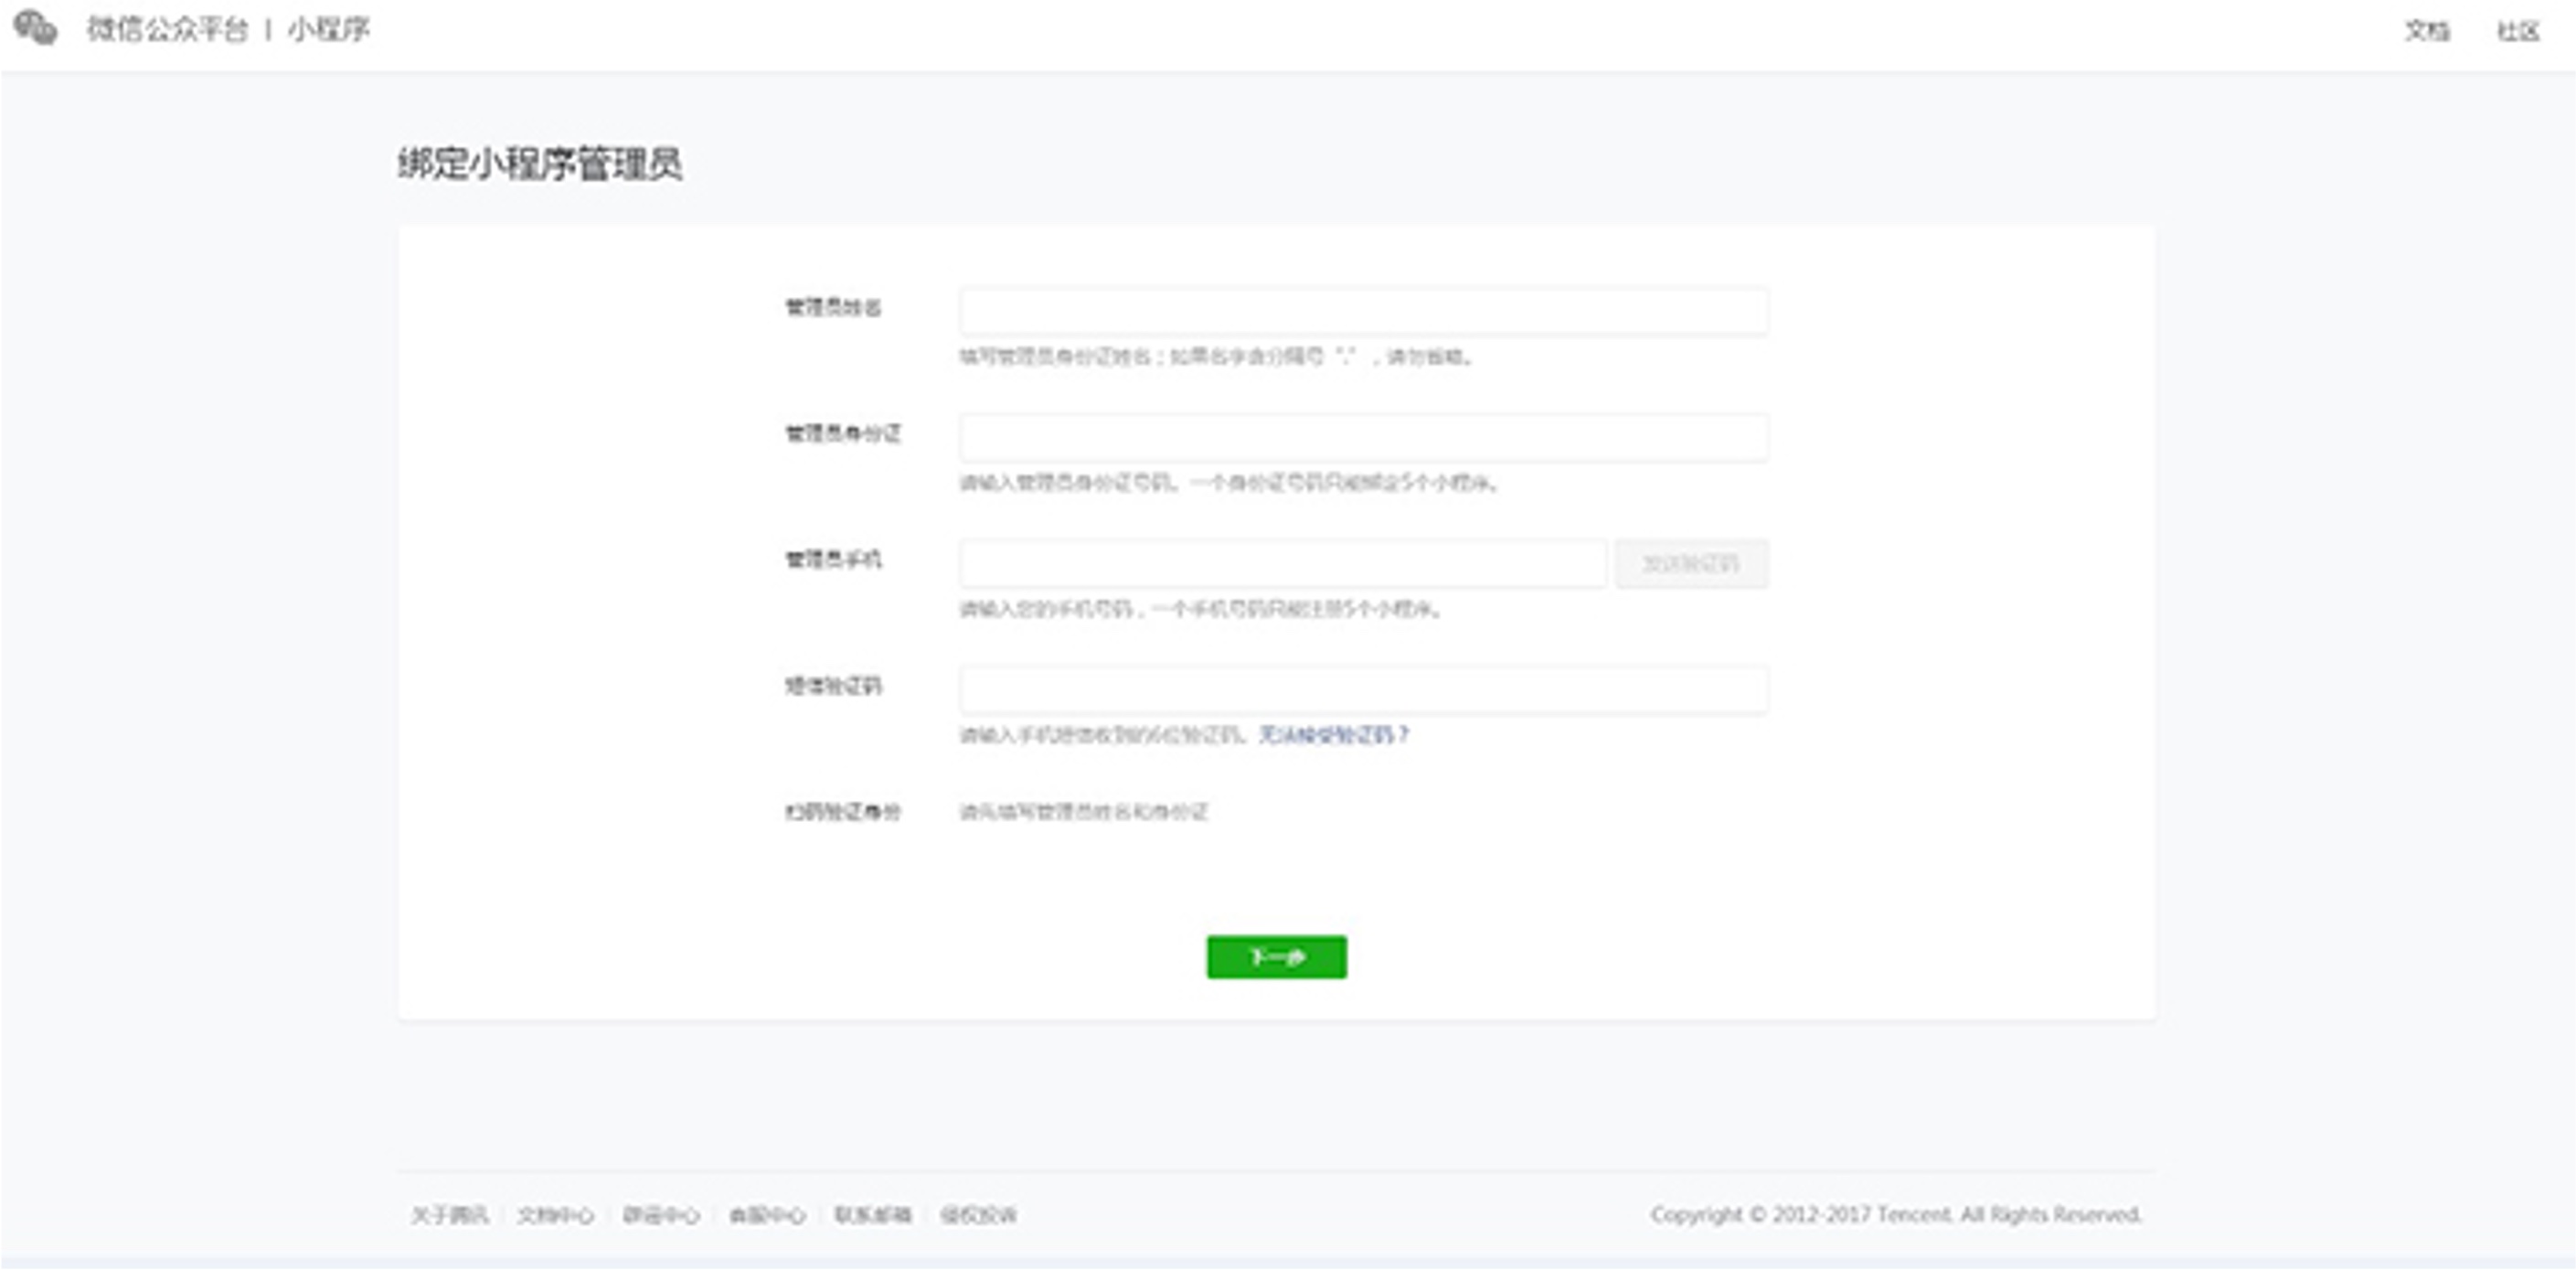 微信公众平台 | 小程序
文档 社区
绑定小程序管理员
管理员姓名
填写管理员身份证姓名；如果名字含分隔号“·”，请勿省略。
管理员身份证
请输入管理员身份证号码。一个身份证号码只能绑定5个小程序。
管理员手机 发送验证码
请输入您的手机号码，一个手机号码只能注册5个小程序。
短信验证码
请输入手机短信收到的6位验证码。无法接受验证码？
扫码验证身份 请先填写管理员姓名和身份证
下一步
关于腾讯 文档中心 辟谣中心 客服中心 联系邮箱 侵权投诉
Copyright © 2012-2017 Tencent. All Rights Reserved.